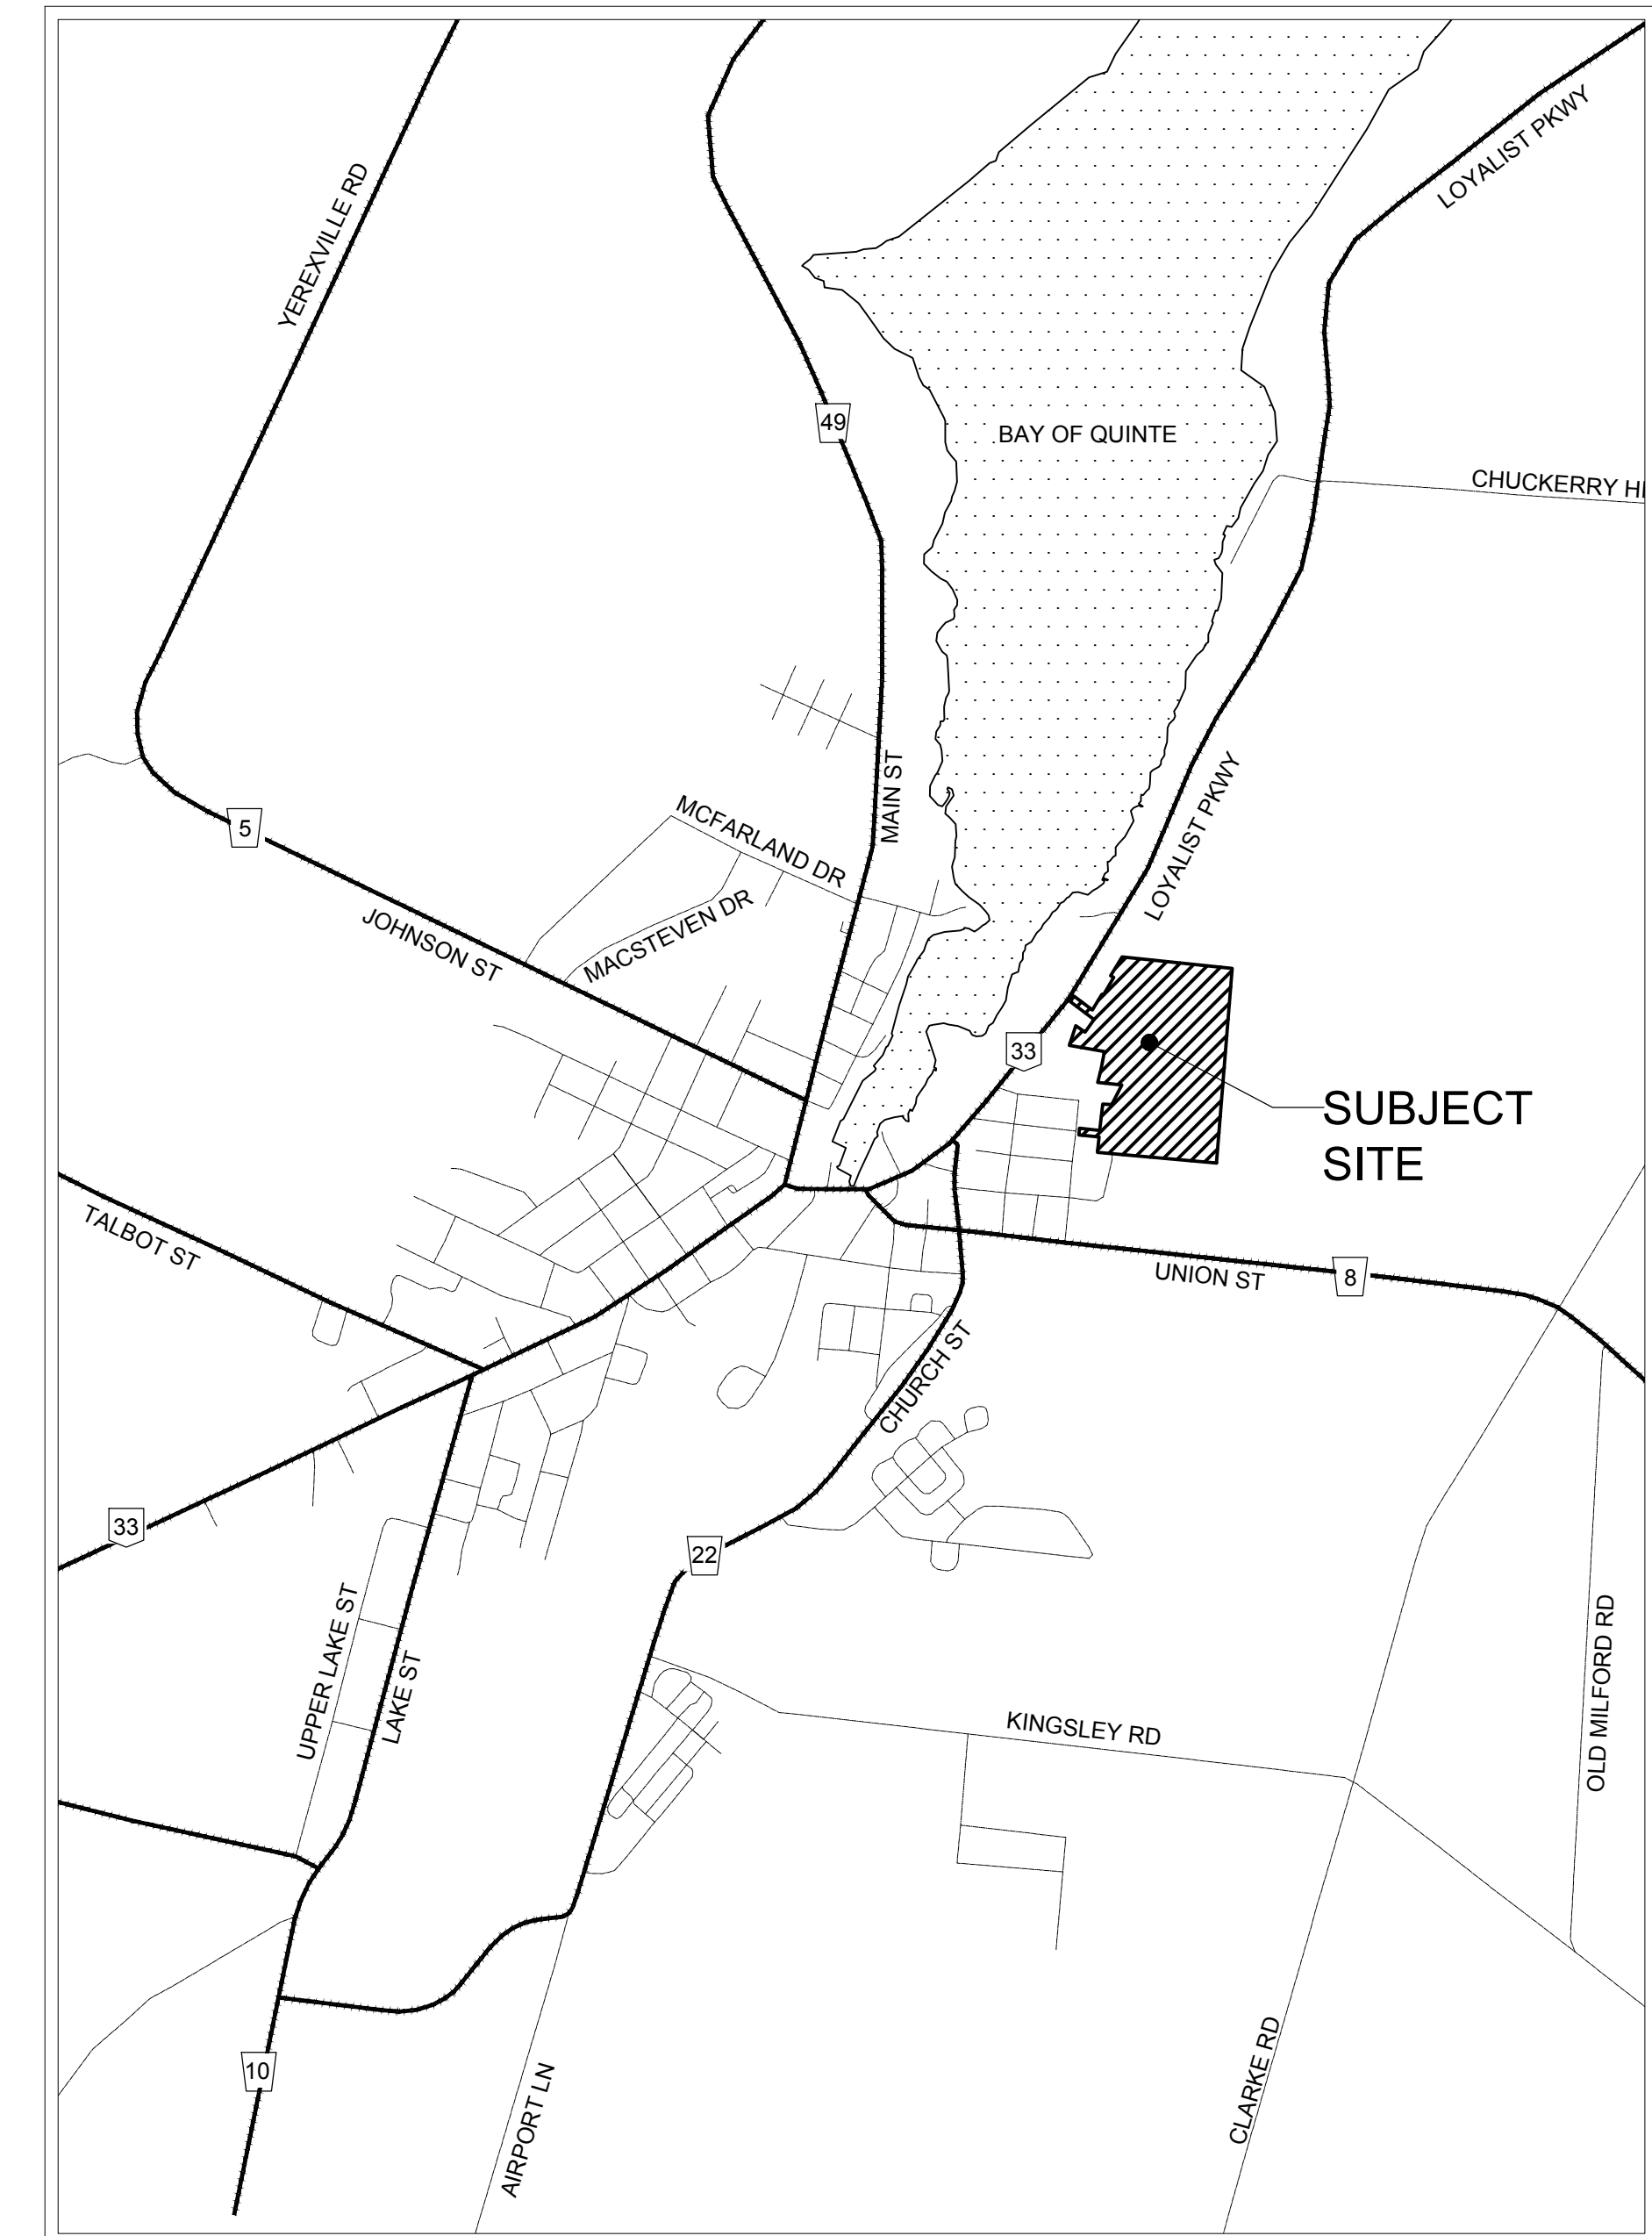 LOYALIST PKWY
YEREXVILLE RD
49
BAY OF QUINTE
CHUCKERRY HI
MAIN ST
MCFARLAND DR
5
LOYALIST PKWY
JOHNSON ST
MACSTEVEN DR
33
SUBJECT
SITE
TALBOT ST
UNION ST
8
CHURCH ST
33
22
UPPER LAKE ST
LAKE ST
OLD MILFORD RD
KINGSLEY RD
10
AIRPORT LN
CLARKE RD